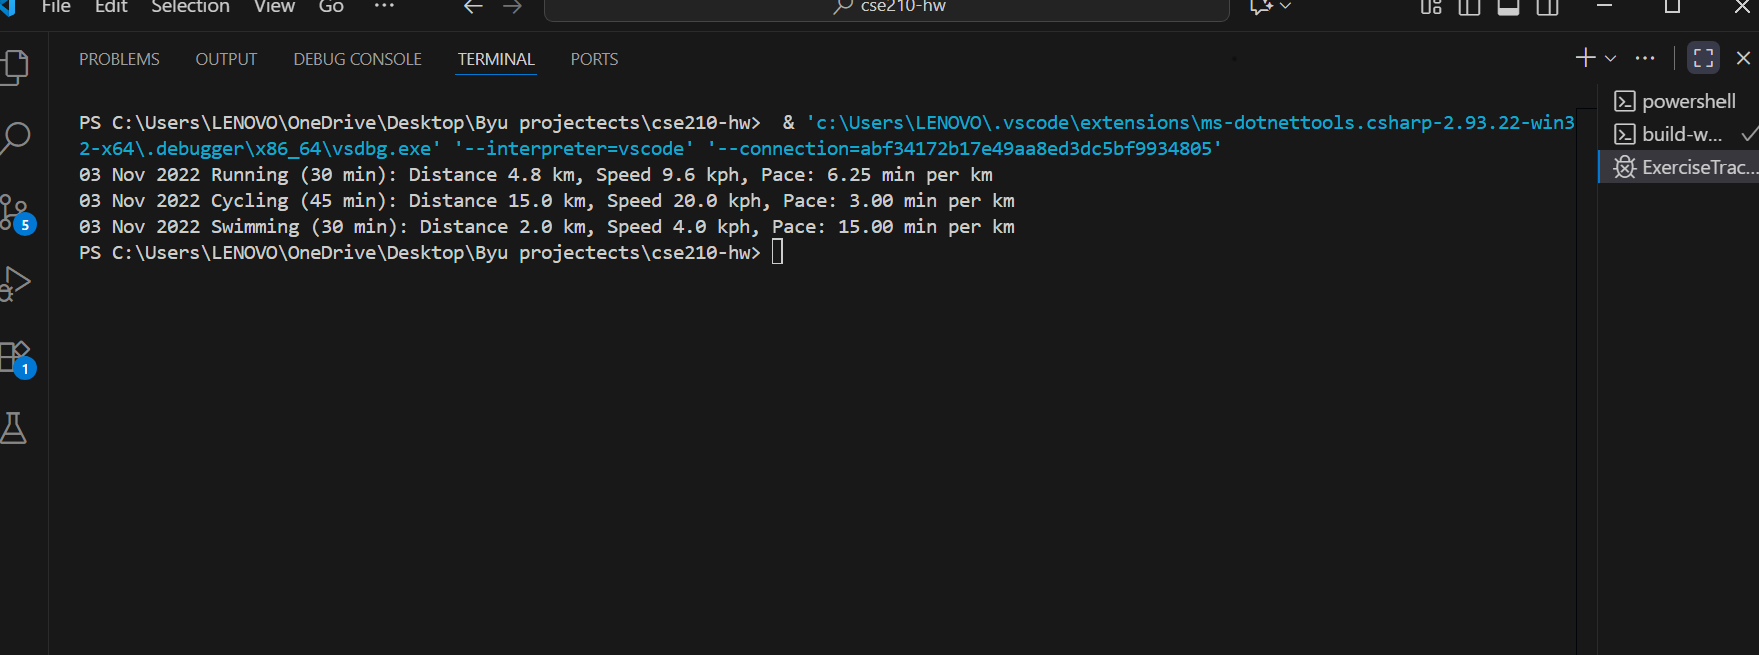 File Edit Selection View Go ··· cse210-hw
PROBLEMS OUTPUT DEBUG CONSOLE TERMINAL PORTS
PS C:\Users\LENOVO\OneDrive\Desktop\Byu projectects\cse210-hw>  & 'c:\Users\LENOVO\.vscode\extensions\ms-dotnettools.csharp-2.93.22-win3
2-x64\.debugger\x86_64\vsdbg.exe' '--interpreter=vscode' '--connection=abf34172b17e49aa8ed3dc5bf9934805'
03 Nov 2022 Running (30 min): Distance 4.8 km, Speed 9.6 kph, Pace: 6.25 min per km
03 Nov 2022 Cycling (45 min): Distance 15.0 km, Speed 20.0 kph, Pace: 3.00 min per km
03 Nov 2022 Swimming (30 min): Distance 2.0 km, Speed 4.0 kph, Pace: 15.00 min per km
PS C:\Users\LENOVO\OneDrive\Desktop\Byu projectects\cse210-hw>
powershell
build-w...
ExerciseTrac...
5
1